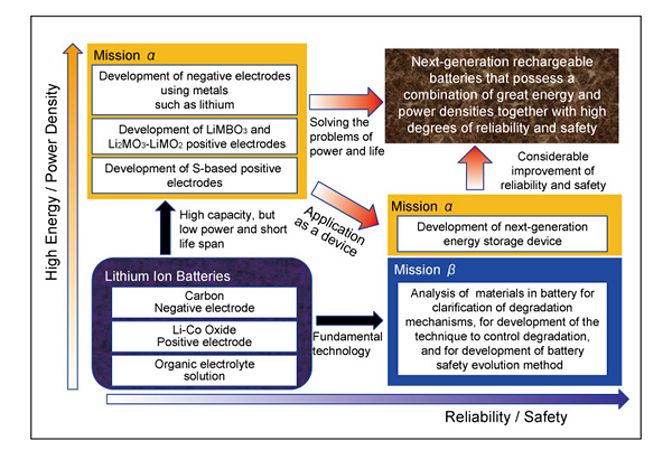 High Energy / Power Density
Mission α
Development of negative electrodes
using metals
such as lithium
Development of LiMBO3 and
Li2MO3-LiMO2 positive electrodes
Development of S-based positive
electrodes
Solving the
problems of
power and life
Next-generation rechargeable
batteries that possess a
combination of great energy and
power densities together with high
degrees of reliability and safety
Considerable
improvement of
reliability and safety
High capacity, but
low power and short
life span
Application
as a device
Mission α
Development of next-generation
energy storage device
Lithium Ion Batteries
Carbon
Negative electrode
Li-Co Oxide
Positive electrode
Organic electrolyte
solution
Fundamental
technology
Mission β
Analysis of materials in battery for
clarification of degradation
mechanisms, for development of the
technique to control degradation,
and for development of battery
safety evolution method
Reliability / Safety